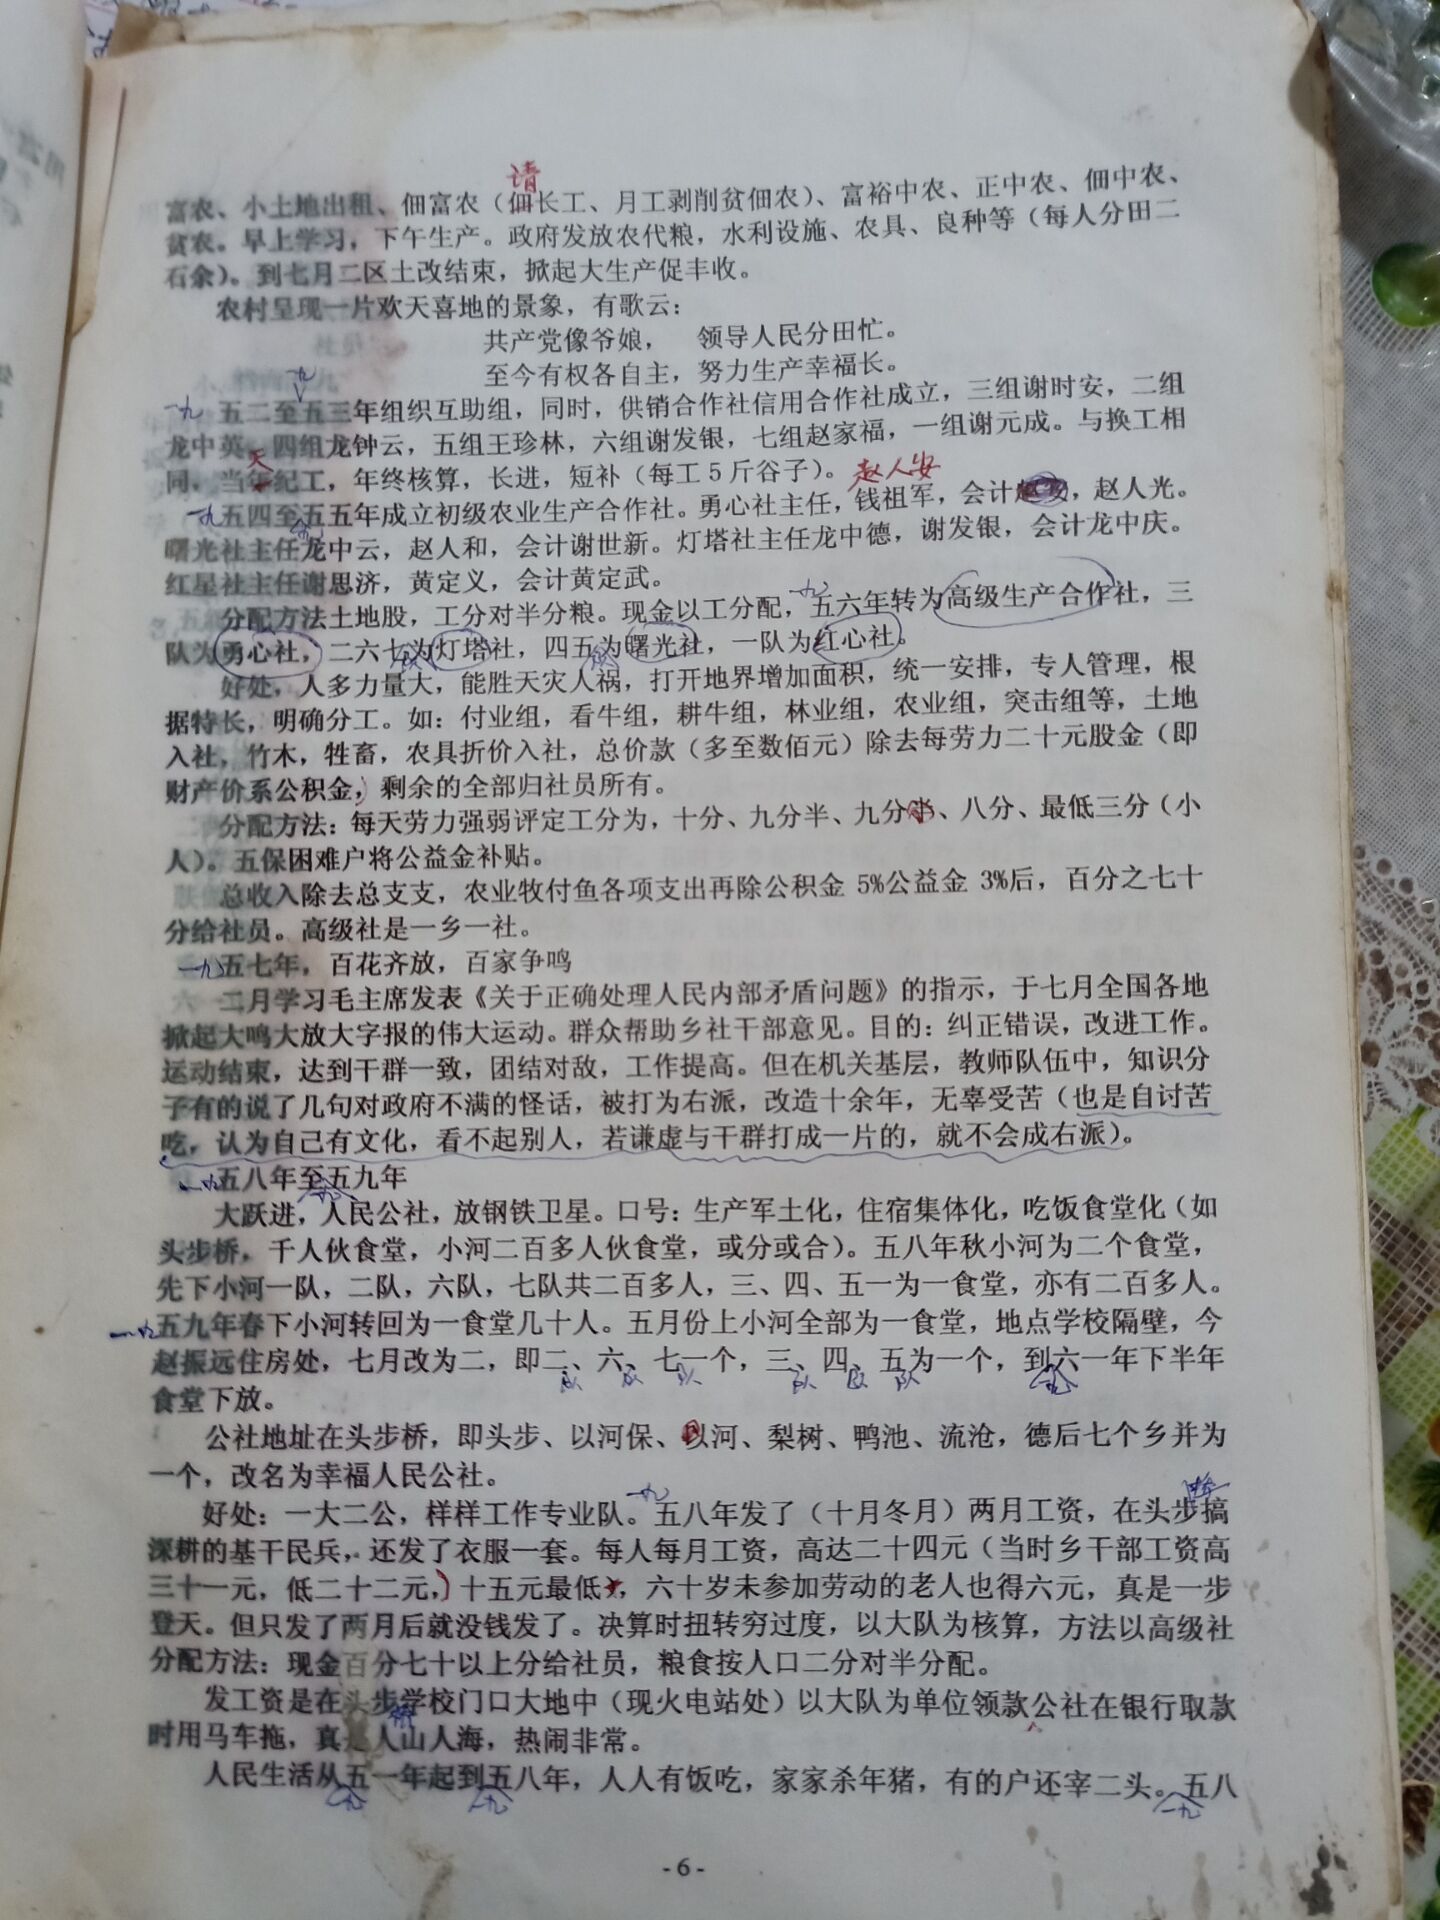 富农、小土地出租、佃富农（请佃长工、月工剥削贫佃农）、富裕中农、正中农、佃中农、
贫农。早上学习，下午生产。政府发放农代粮，水利设施、农具、良种等（每人分田二
石余）。到七月二区土改结束，掀起大生产促丰收。
农村呈现一片欢天喜地的景象，有歌云：
共产党像爷娘， 领导人民分田忙。
至今有权各自主，努力生产幸福长。
一九五二至一九五三年组织互助组，同时，供销合作社信用合作社成立，三组谢时安，二组
龙中英，四组龙钟云，五组王珍林，六组谢发银，七组赵家福，一组谢元成。与换工相
同，当年天纪工，年终核算，长进，短补（每工5斤谷子）。
一九五四至一九五五年成立初级农业生产合作社。勇心社主任，钱祖军，会计赵人安，赵人光。
曙光社主任龙中云，赵人和，会计谢世新。灯塔社主任龙中德，谢发银，会计龙中庆。
红星社主任谢思济，黄定义，会计黄定武。
分配方法土地股，工分对半分粮。现金以工分配，一九五六年转为高级生产合作社，三
队为勇心社，二六七队为灯塔社，四五队为曙光社，一队为红心社。
好处，人多力量大，能胜天灾人祸，打开地界增加面积，统一安排，专人管理，根
据特长，明确分工。如：付业组，看牛组，耕牛组，林业组，农业组，突击组等，土地
入社，竹木，牲畜，农具折价入社，总价款（多至数佰元）除去每劳力二十元股金（即
财产价系公积金）剩余的全部归社员所有。
分配方法：每天劳力强弱评定工分为，十分、九分半、九分、八分、最低三分（小
人）。五保困难户将公益金补贴。
总收入除去总支支，农业牧付鱼各项支出再除公积金5%公益金3%后，百分之七十
分给社员。高级社是一乡一社。
一九五七年，百花齐放，百家争鸣
二月学习毛主席发表《关于正确处理人民内部矛盾问题》的指示，于七月全国各地
掀起大鸣大放大字报的伟大运动。群众帮助乡社干部意见。目的：纠正错误，改进工作。
运动结束，达到干群一致，团结对敌，工作提高。但在机关基层，教师队伍中，知识分
子有的说了几句对政府不满的怪话，被打为右派，改造十余年，无辜受苦（也是自讨苦
吃，认为自己有文化，看不起别人，若谦虚与干群打成一片的，就不会成右派）。
一九五八年至一九五九年
大跃进，人民公社，放钢铁卫星。口号：生产军土化，住宿集体化，吃饭食堂化（如
头步桥，千人伙食堂，小河二百多人伙食堂，或分或合）。五八年秋小河为二个食堂，
先下小河一队，二队，六队，七队共二百多人，三、四、五一为一食堂，亦有二百多人。
一九五九年春下小河转回为一食堂几十人。五月份上小河全部为一食堂，地点学校隔壁，今
赵振远住房处，七月改为二，即二队、六队、七队一个，三队、四队、五队为一个，到一九六一年下半年
食堂下放。
公社地址在头步桥，即头步、以河保、以河、梨树、鸭池、流沧，德后七个乡并为
一个，改名为幸福人民公社。
好处：一大二公，样样工作专业队。一九五八年发了（十月冬月）两月工资，在头步桥搞
深耕的基干民兵，还发了衣服一套。每人每月工资，高达二十四元（当时乡干部工资高
三十一元，低二十二元）十五元最低，六十岁未参加劳动的老人也得六元，真是一步
登天。但只发了两月后就没钱发了。决算时扭转穷过度，以大队为核算，方法以高级社
分配方法：现金百分七十以上分给社员，粮食按人口二分对半分配。
发工资是在头步桥学校门口大地中（现火电站处）以大队为单位领款公社在银行取款
时用马车拖，真是人山人海，热闹非常。
人民生活从一九五一年起到一九五八年，人人有饭吃，家家杀年猪，有的户还宰二头。一九五八
- 6 -